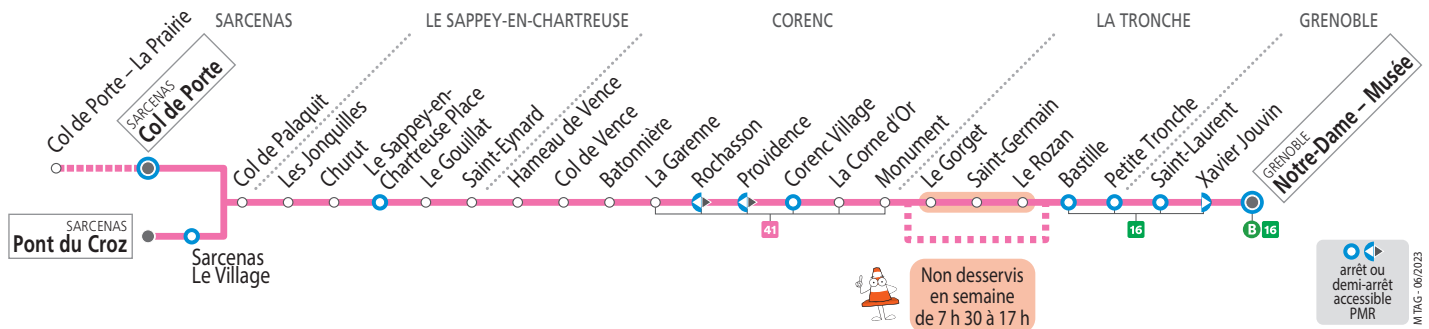 SARCENAS
LE SAPPEY-EN-CHARTREUSE
CORENC
LA TRONCHE
GRENOBLE
Col de Porte – La Prairie
SARCENAS
Col de Porte
SARCENAS
Pont du Croz
Sarcenas
Le Village
Col de Palaquit
Les Jonquilles
Churut
Le Sappey-en-
Chartreuse Place
Le Gouillat
Saint-Eynard
Hameau de Vence
Col de Vence
Batonnière
La Garenne
Rochasson
Providence
Corenc Village
La Corne d'Or
Monument
Le Gorget
Saint-Germain
Le Rozan
Bastille
Petite Tronche
Saint-Laurent
Xavier Jouvin
GRENOBLE
Notre-Dame – Musée
41
16
B 16
Non desservis
en semaine
de 7 h 30 à 17 h
arrêt ou
demi-arrêt
accessible
PMR
M TAG - 06/2023